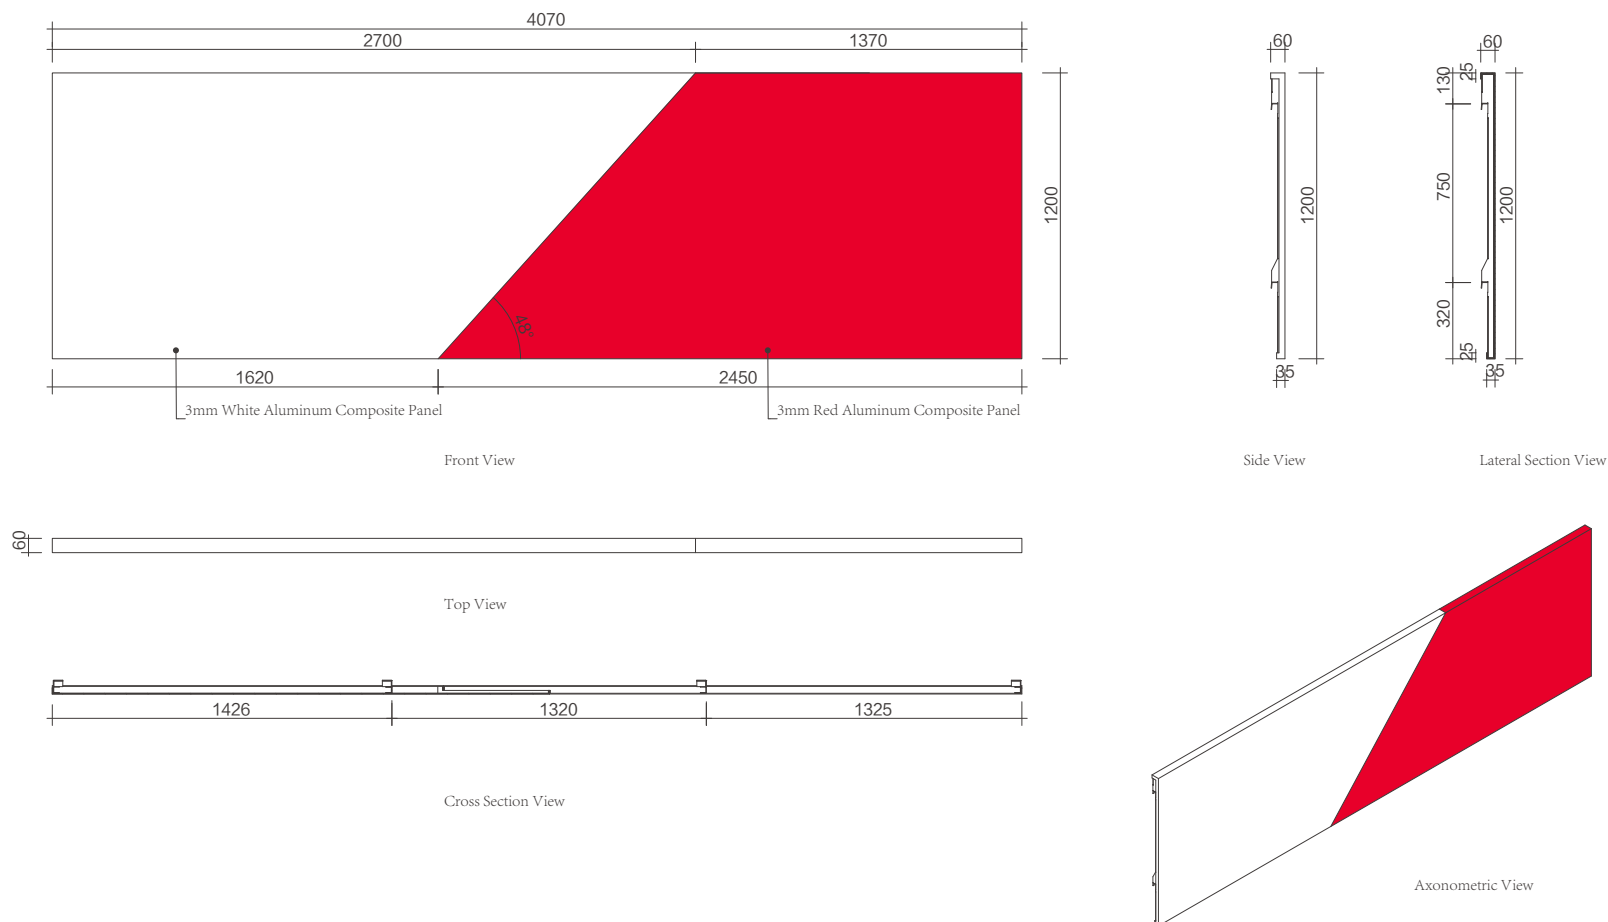 4070
2700
1370
1200
48°
1620
2450
3mm White Aluminum Composite Panel
3mm Red Aluminum Composite Panel
Front View
60
1200
35
Side View
60
25
130
750
1200
320
25
35
Lateral Section View
60
Top View
1426
1320
1325
Cross Section View
Axonometric View